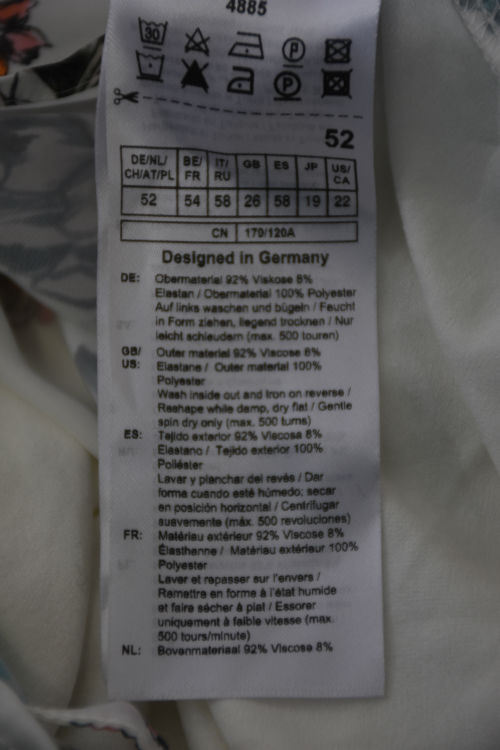 4885
30
P
P
52
DE/NL/ CH/AT/PL BE/ FR IT/ RU GB ES JP US/ CA
52 54 58 26 58 19 22
CN 170/120A
Designed in Germany
DE: Obermaterial 92% Viskose 8%
Elastan / Obermaterial 100% Polyester
Auf links waschen und bügeln / Feucht
in Form ziehen, liegend trocknen / Nur
leicht schleudern (max. 500 touren)
GB/ Outer material 92% Viscose 8%
US: Elastane / Outer material 100%
Polyester
Wash inside out and iron on reverse /
Reshape while damp, dry flat / Gentle
spin dry only (max. 500 turns)
ES: Tejido exterior 92% Viscosa 8%
Elastano / Tejido exterior 100%
Poliéster
Lavar y planchar del revés / Dar
forma cuando esté húmedo; secar
en posición horizontal / Centrifugar
suavemente (máx. 500 revoluciones)
FR: Matériau extérieur 92% Viscose 8%
Élasthanne / Matériau extérieur 100%
Polyester
Laver et repasser sur l'envers /
Remettre en forme à l'état humide
et faire sécher à plat / Essorer
uniquement à faible vitesse (max.
500 tours/minute)
NL: Bovenmateriaal 92% Viscose 8%